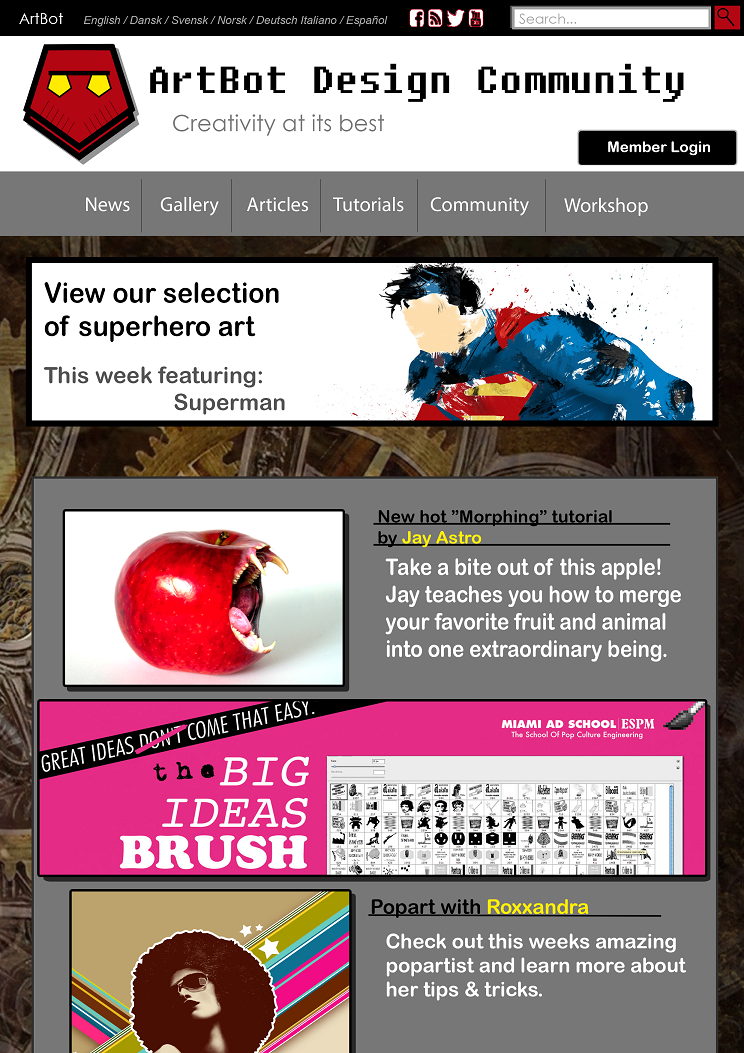 ArtBot
English / Dansk / Svensk / Norsk / Deutsch Italiano / Español
Search...
ArtBot Design Community
Creativity at its best
Member Login
News
Gallery
Articles
Tutorials
Community
Workshop
View our selection
of superhero art
This week featuring:
Superman
New hot ”Morphing” tutorial
by Jay Astro
Take a bite out of this apple!
Jay teaches you how to merge
your favorite fruit and animal
into one extraordinary being.
GREAT IDEAS DON'T COME THAT EASY.
MIAMI AD SCHOOL | ESPM
The School Of Pop Culture Engineering
the BIG
IDEAS
BRUSH
Popart with Roxxandra
Check out this weeks amazing
popartist and learn more about
her tips & tricks.